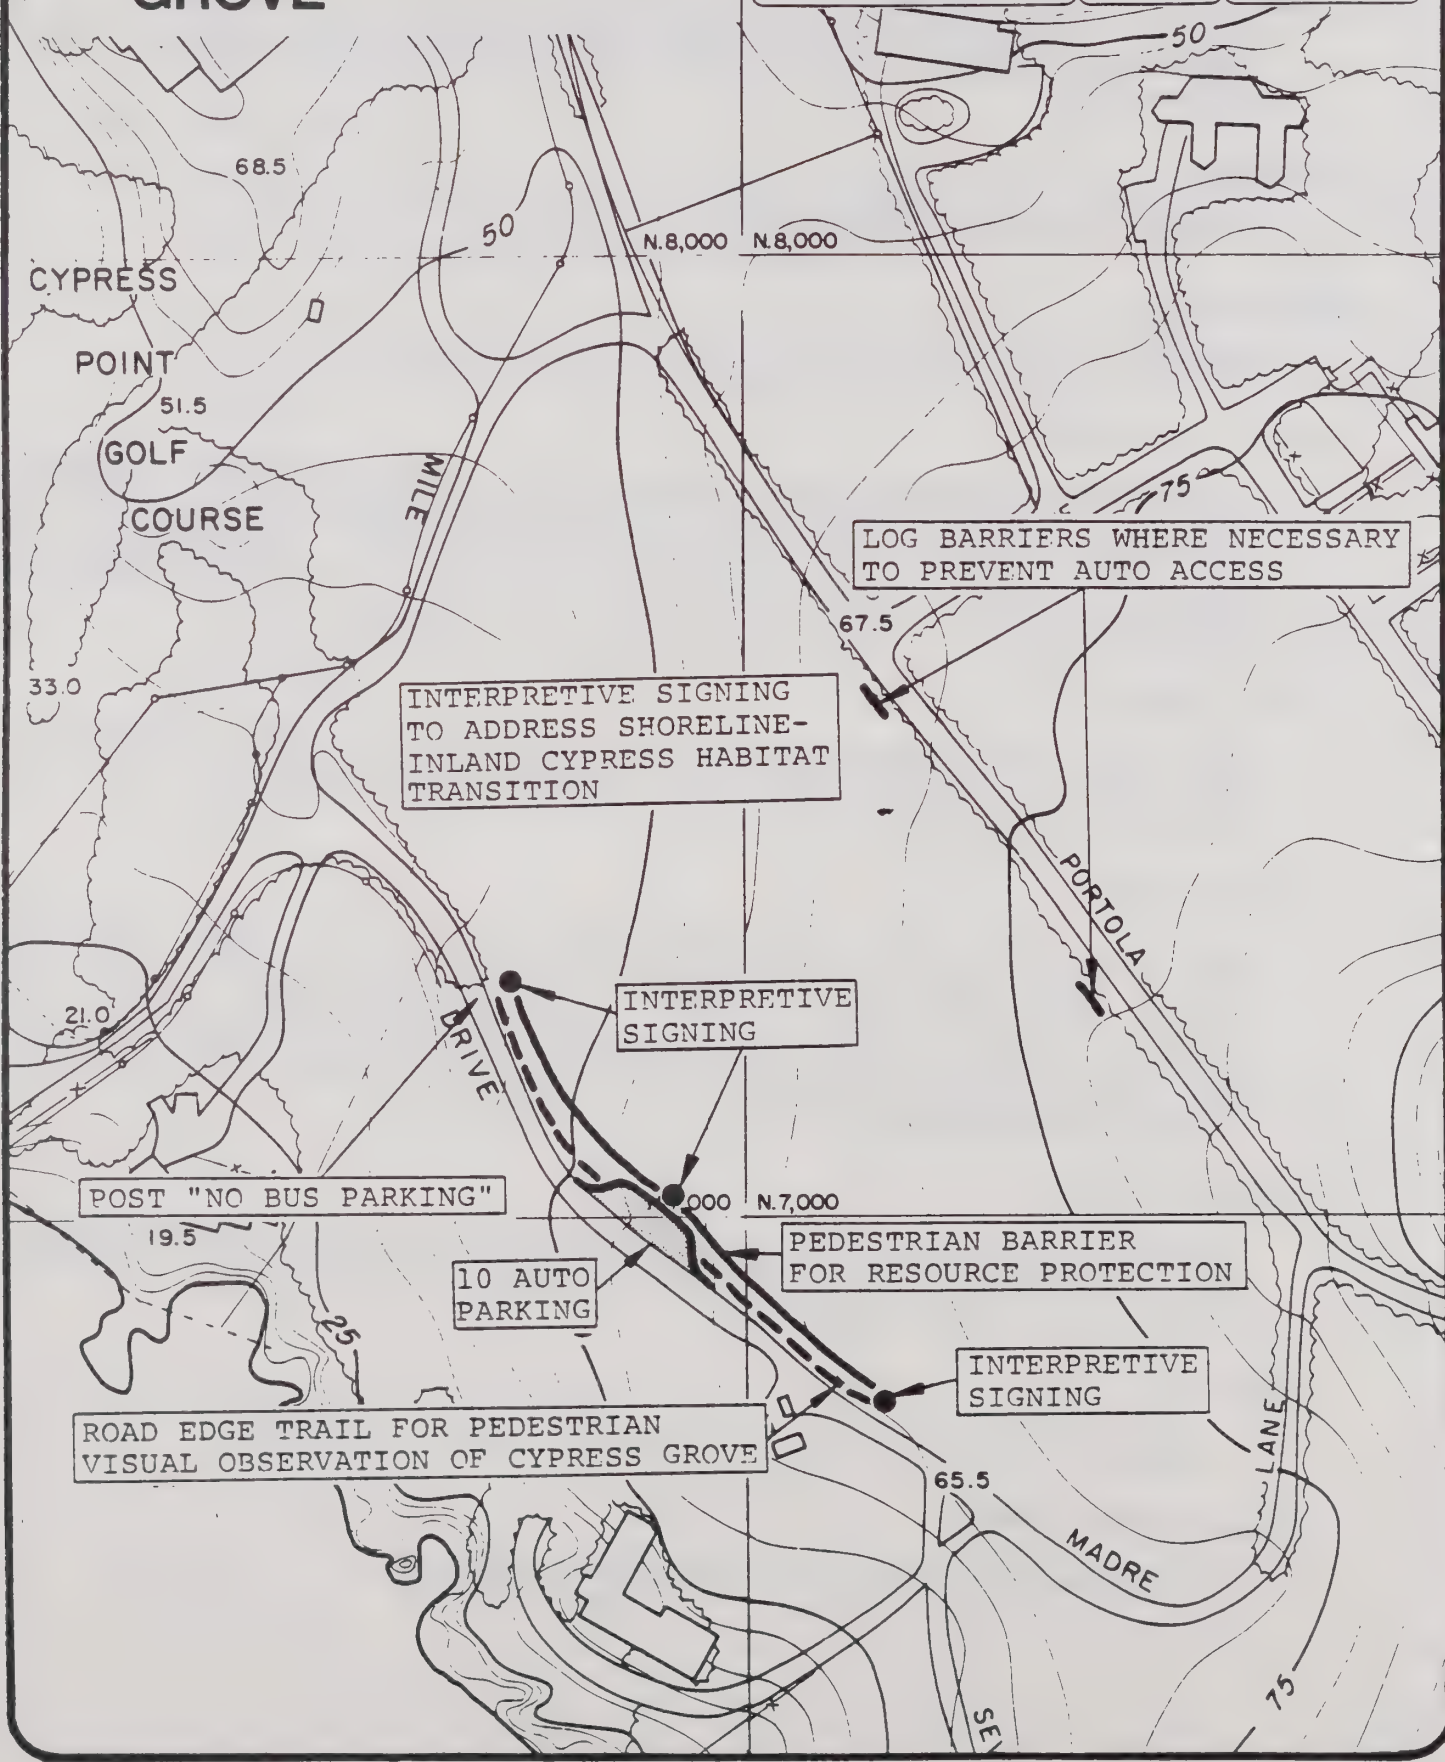 GROVE
50
68.5
50
N.8,000
N.8,000
CYPRESS
POINT
51.5
GOLF
COURSE
MILE
75
LOG BARRIERS WHERE NECESSARY
TO PREVENT AUTO ACCESS
67.5
33.0
INTERPRETIVE SIGNING
TO ADDRESS SHORELINE-
INLAND CYPRESS HABITAT
TRANSITION
PORTOLA
21.0
INTERPRETIVE
SIGNING
DRIVE
POST "NO BUS PARKING"
000
N.7,000
19.5
PEDESTRIAN BARRIER
FOR RESOURCE PROTECTION
10 AUTO
PARKING
25
INTERPRETIVE
SIGNING
ROAD EDGE TRAIL FOR PEDESTRIAN
VISUAL OBSERVATION OF CYPRESS GROVE
LANE
65.5
MADRE
75